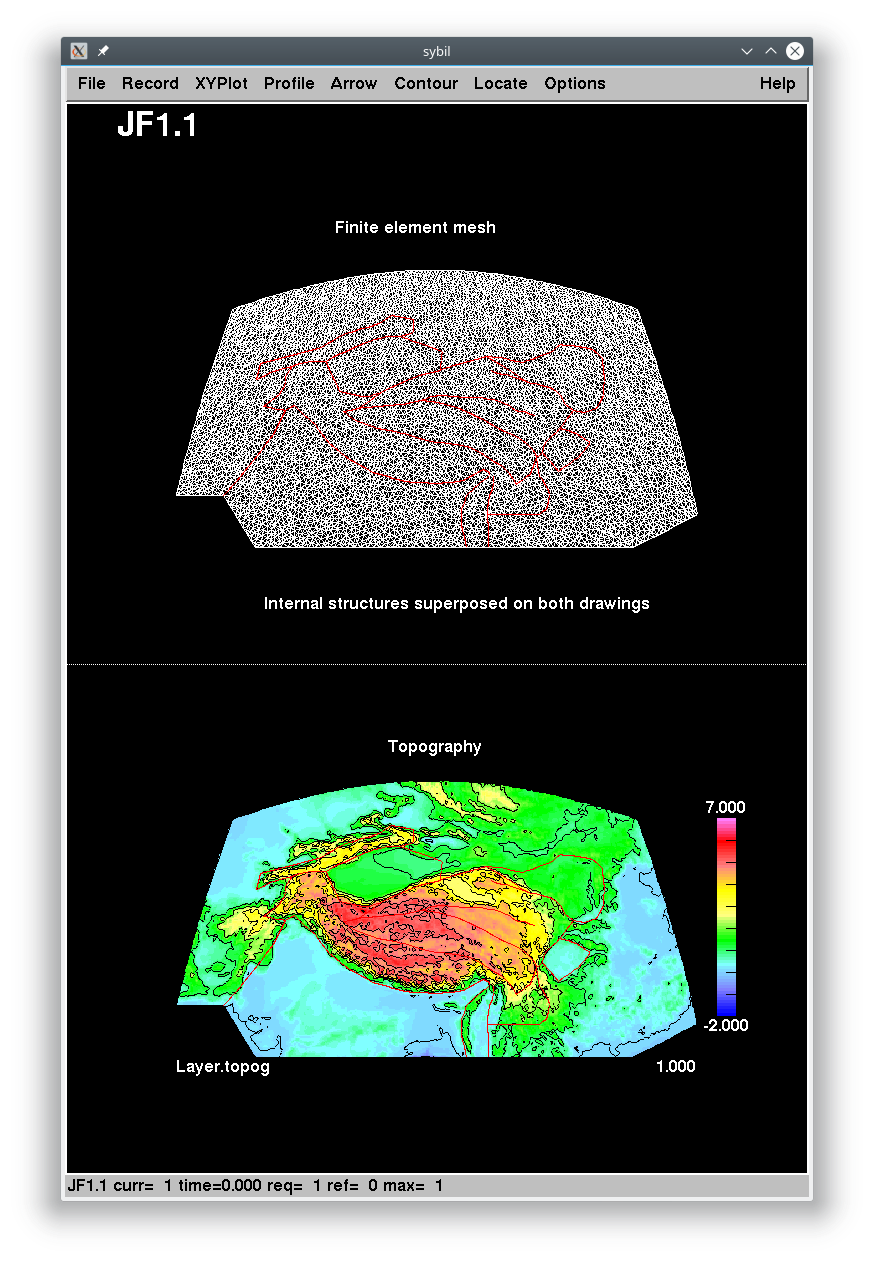 sybil
File Record XYPlot Profile Arrow Contour Locate Options Help
JF1.1
Finite element mesh
Internal structures superposed on both drawings
Topography
7.000
-2.000
Layer.topog 1.000
JF1.1 curr= 1 time=0.000 req= 1 ref= 0 max= 1